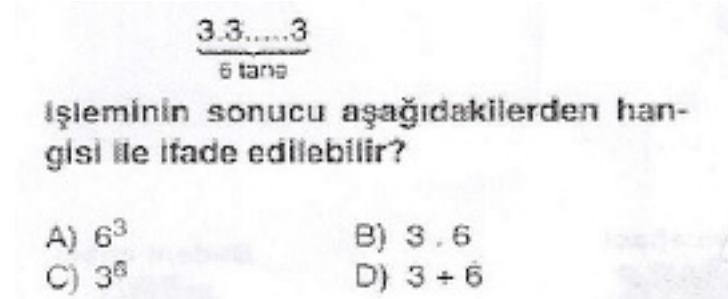 3.3.....3
6 tane
işleminin sonucu aşağıdakilerden han-
gisi ile ifade edilebilir?
A) 6³ B) 3 . 6
C) 3⁶ D) 3 + 6